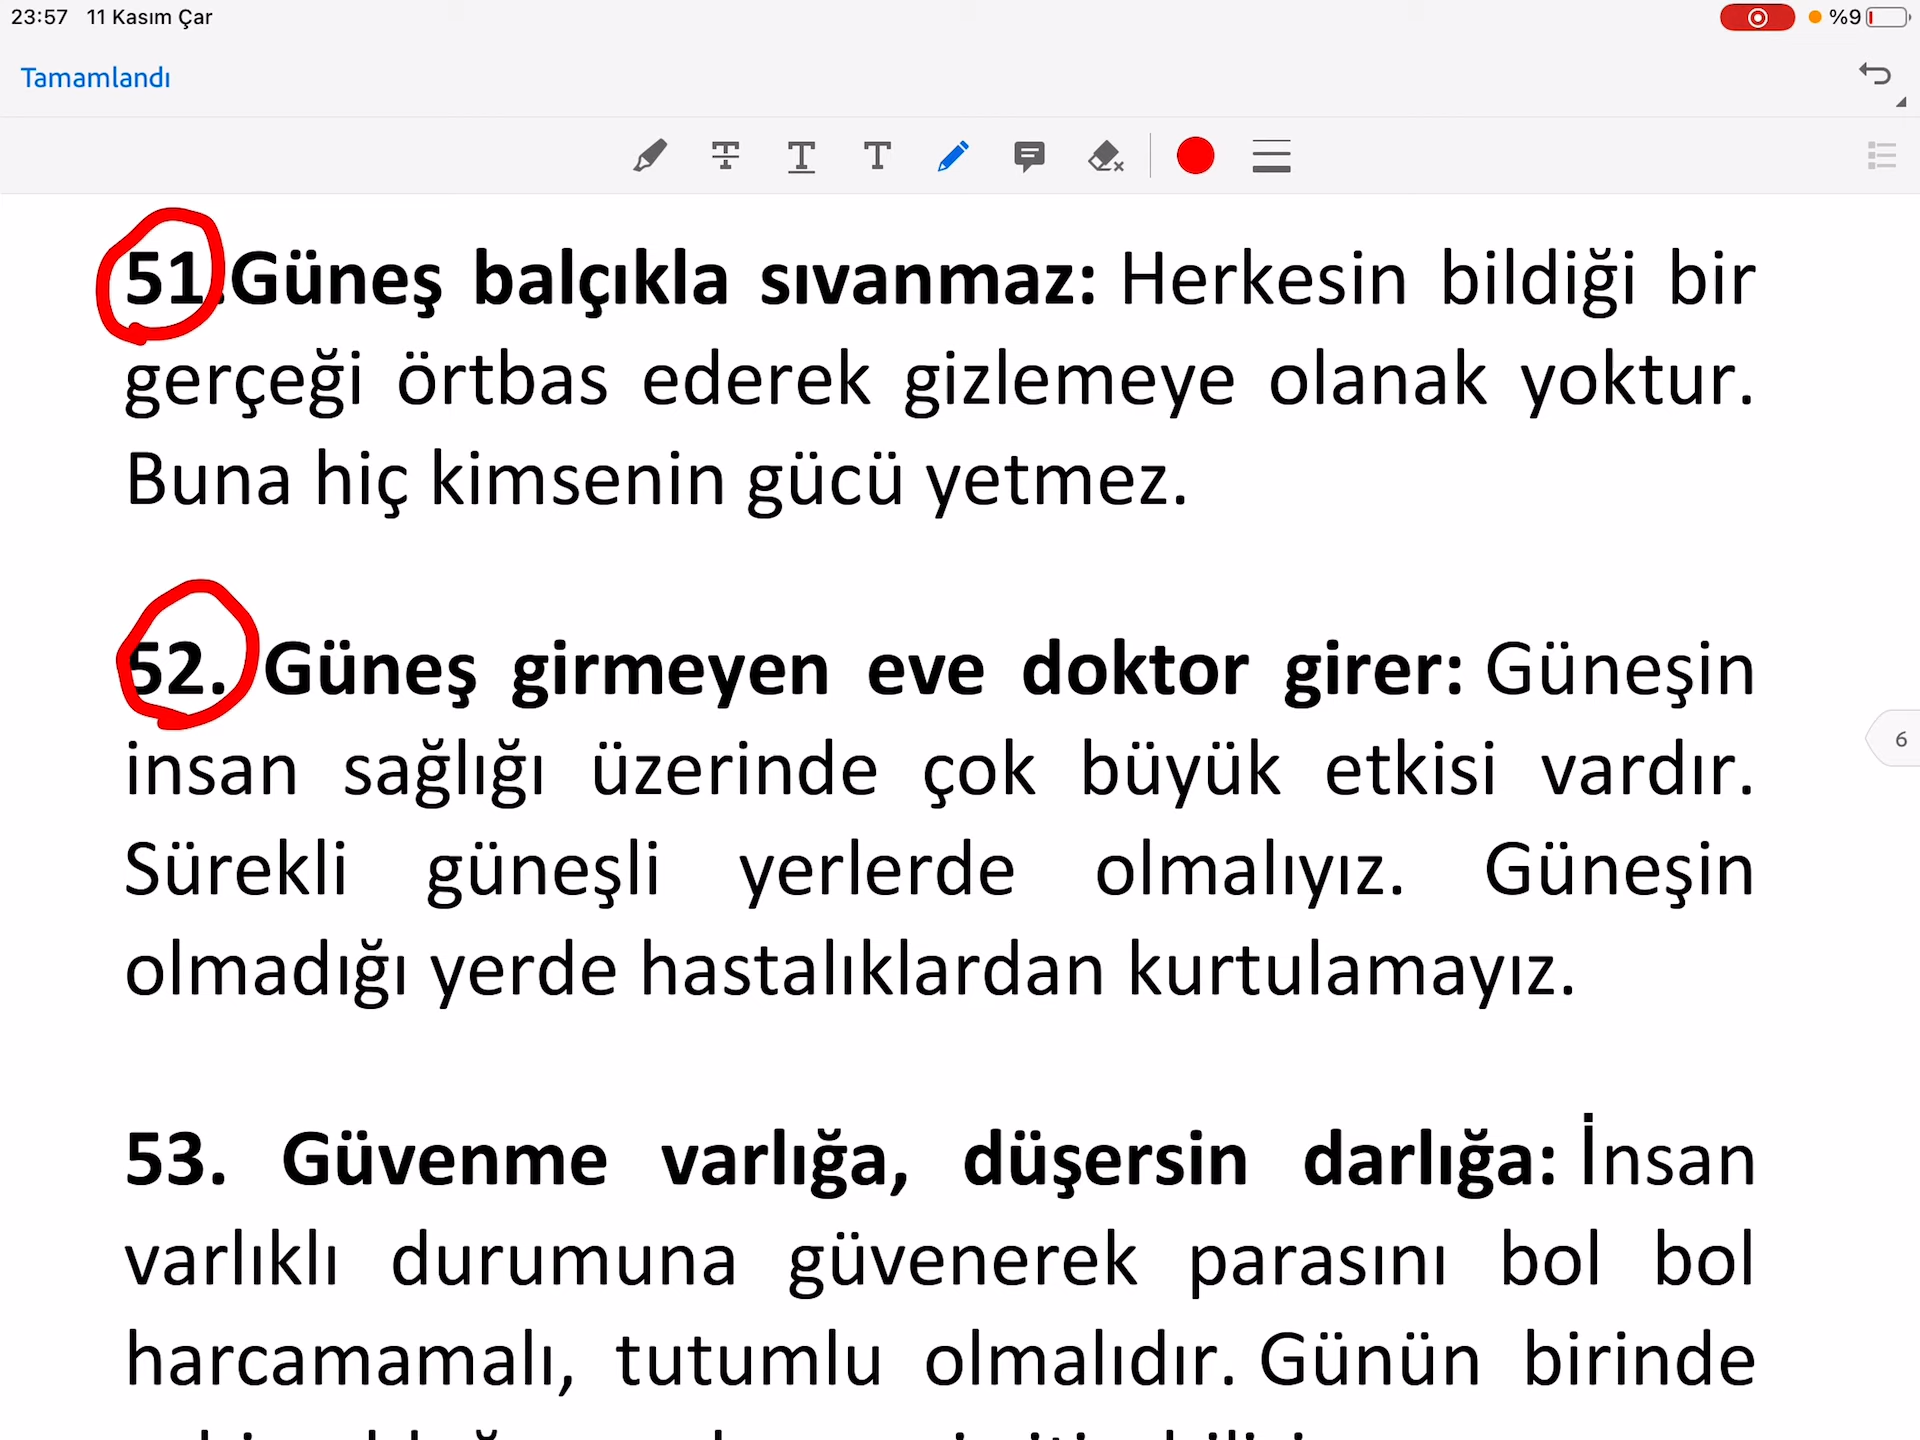 23:57 11 Kasım Çar
%9
Tamamlandı
51.Güneş balçıkla sıvanmaz: Herkesin bildiği bir
gerçeği örtbas ederek gizlemeye olanak yoktur.
Buna hiç kimsenin gücü yetmez.
52. Güneş girmeyen eve doktor girer: Güneşin
insan sağlığı üzerinde çok büyük etkisi vardır.
Sürekli güneşli yerlerde olmalıyız. Güneşin
6
olmadığı yerde hastalıklardan kurtulamayız.
53. Güvenme varlığa, düşersin darlığa: İnsan
varlıklı durumuna güvenerek parasını bol bol
harcamamalı, tutumlu olmalıdır. Günün birinde